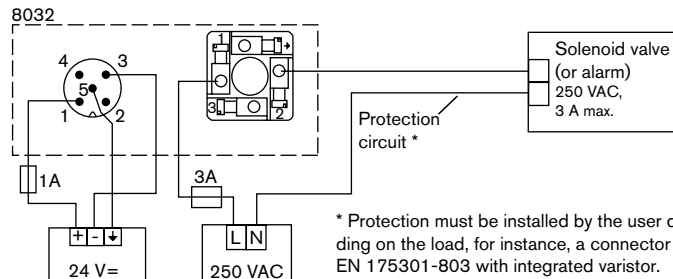 8032
4
3
5
1
2
1
3
2
Solenoid valve
(or alarm)
250 VAC,
3 A max.
Protection
circuit *
1A
3A
+ -
L N
24 V=
250 VAC
* Protection must be installed by the user
ding on the load, for instance, a connector
EN 175301-803 with integrated varistor.